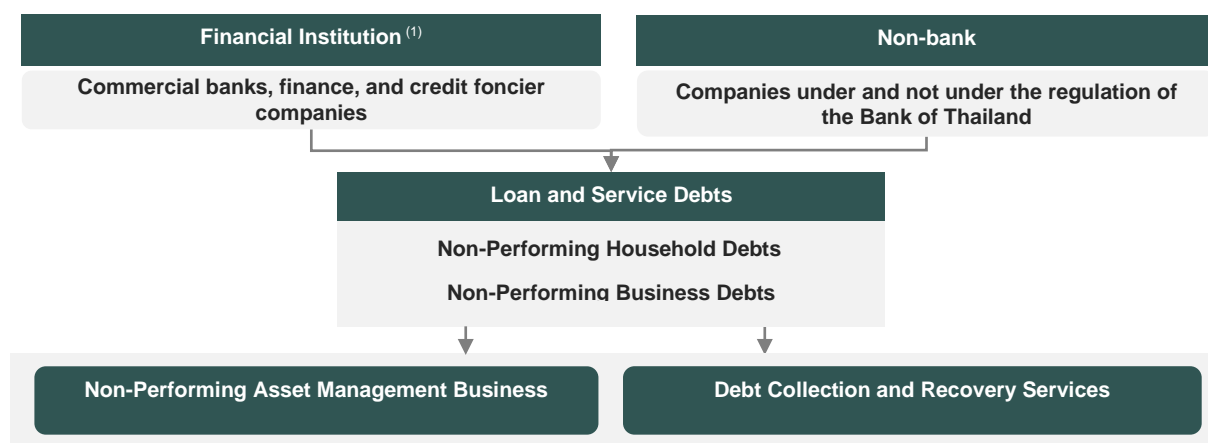 Financial Institution (1)
Non-bank
Commercial banks, finance, and credit foncier
companies
Companies under and not under the regulation of
the Bank of Thailand
Loan and Service Debts
Non-Performing Household Debts
Non-Performing Business Debts
Non-Performing Asset Management Business
Debt Collection and Recovery Services